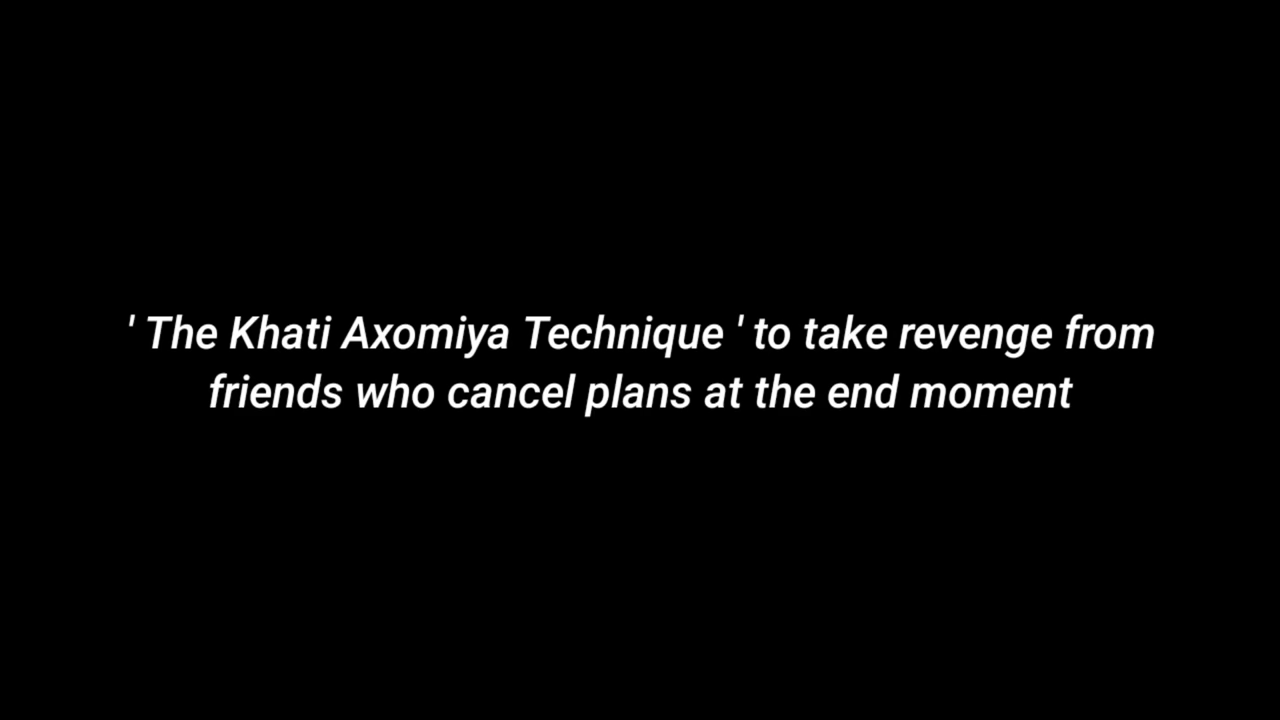 ' The Khati Axomiya Technique ' to take revenge from
friends who cancel plans at the end moment